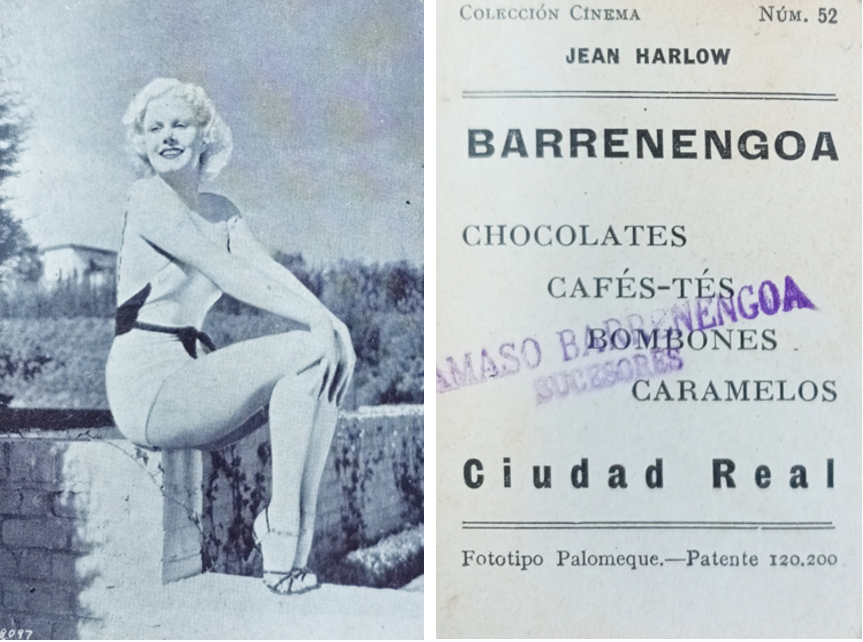 8097
Colección Cinema Núm. 52
JEAN HARLOW
BARRENENGOA
CHOCOLATES
CAFÉS-TÉS
BOMBONES
CARAMELOS
AMASO BARRENENGOA
SUCESORES
Ciudad Real
Fototipo Palomeque.—Patente 120.200